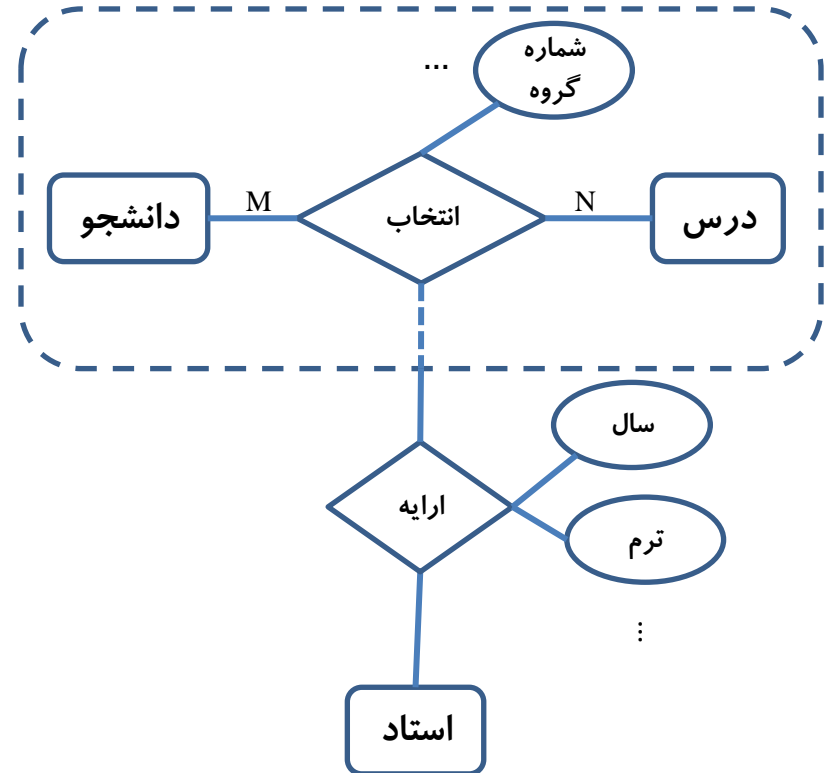 شماره
گروه
...
دانشجو
M
انتخاب
N
درس
سال
ارایه
ترم
...
استاد